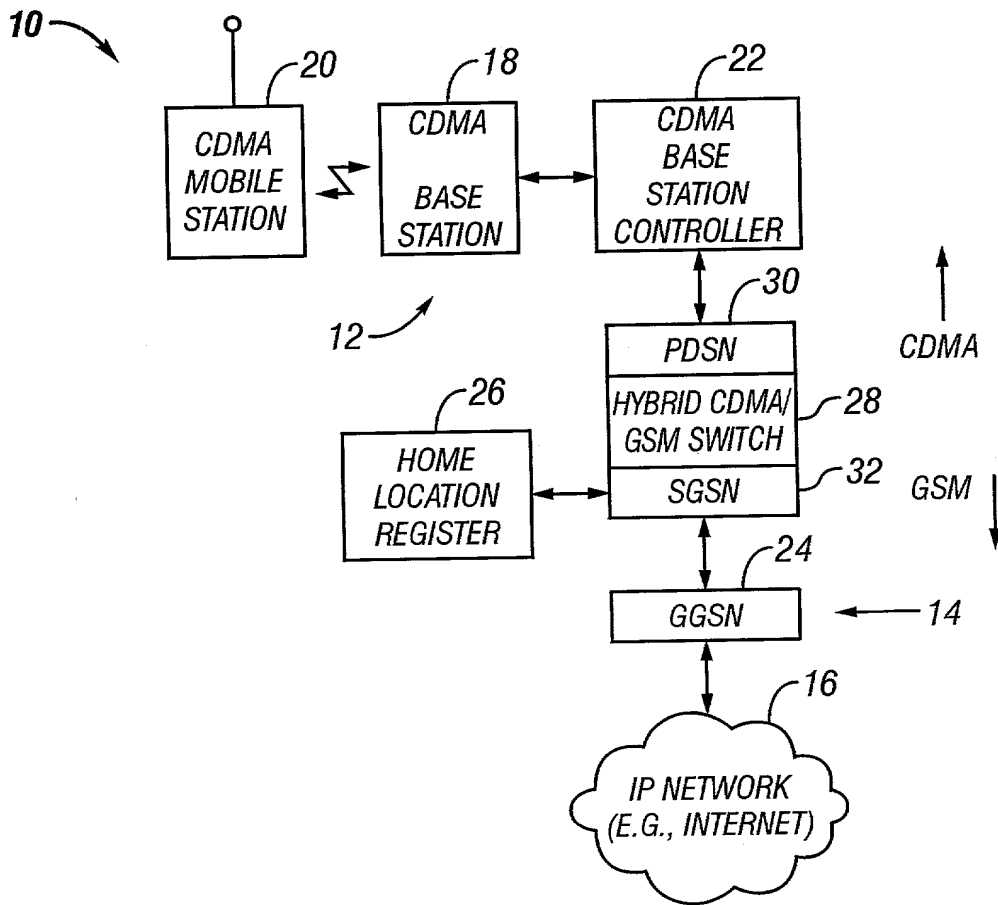 10
20
18
22
CDMA
MOBILE
STATION
CDMA
BASE
STATION
CDMA
BASE
STATION
CONTROLLER
12
30
PDSN
CDMA
26
HYBRID CDMA/
GSM SWITCH
28
HOME
LOCATION
REGISTER
SGSN
32
GSM
24
GGSN
14
16
IP NETWORK
(E.G., INTERNET)